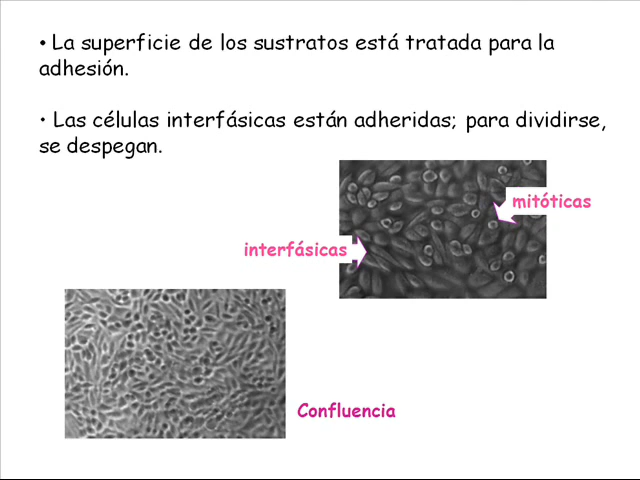 • La superficie de los sustratos está tratada para la
adhesión.
• Las células interfásicas están adheridas; para dividirse,
se despegan.
mitóticas
interfásicas
Confluencia